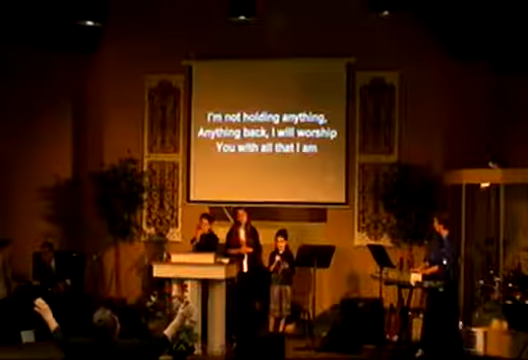 I'm not holding anything,
Anything back, I will worship
You with all that I am